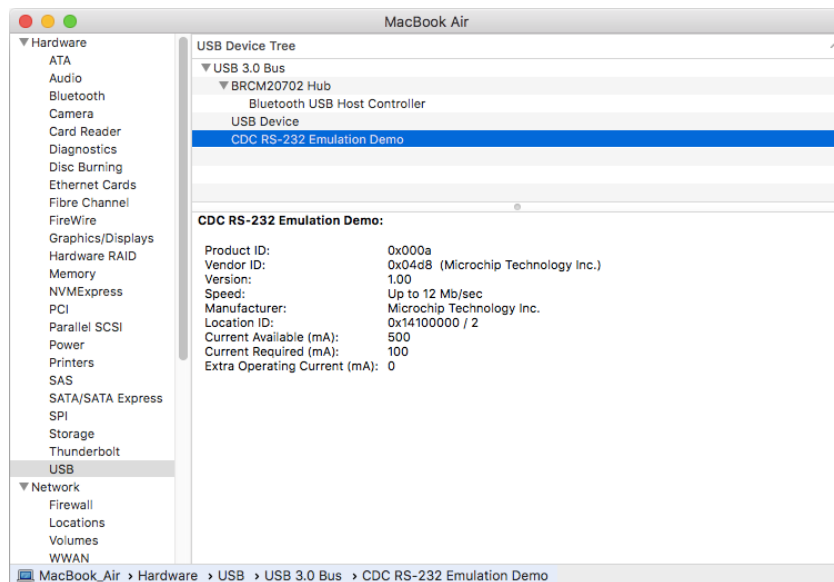 MacBook Air
Hardware
ATA
Audio
Bluetooth
Camera
Card Reader
Diagnostics
Disc Burning
Ethernet Cards
Fibre Channel
FireWire
Graphics/Displays
Hardware RAID
Memory
NVMExpress
PCI
Parallel SCSI
Power
Printers
SAS
SATA/SATA Express
SPI
Storage
Thunderbolt
USB
Network
Firewall
Locations
Volumes
WWAN
USB Device Tree
USB 3.0 Bus
BRCM20702 Hub
Bluetooth USB Host Controller
USB Device
CDC RS-232 Emulation Demo
CDC RS-232 Emulation Demo:
Product ID: 0x000a
Vendor ID: 0x04d8 (Microchip Technology Inc.)
Version: 1.00
Speed: Up to 12 Mb/sec
Manufacturer: Microchip Technology Inc.
Location ID: 0x14100000 / 2
Current Available (mA): 500
Current Required (mA): 100
Extra Operating Current (mA): 0
MacBook_Air › Hardware › USB › USB 3.0 Bus › CDC RS-232 Emulation Demo